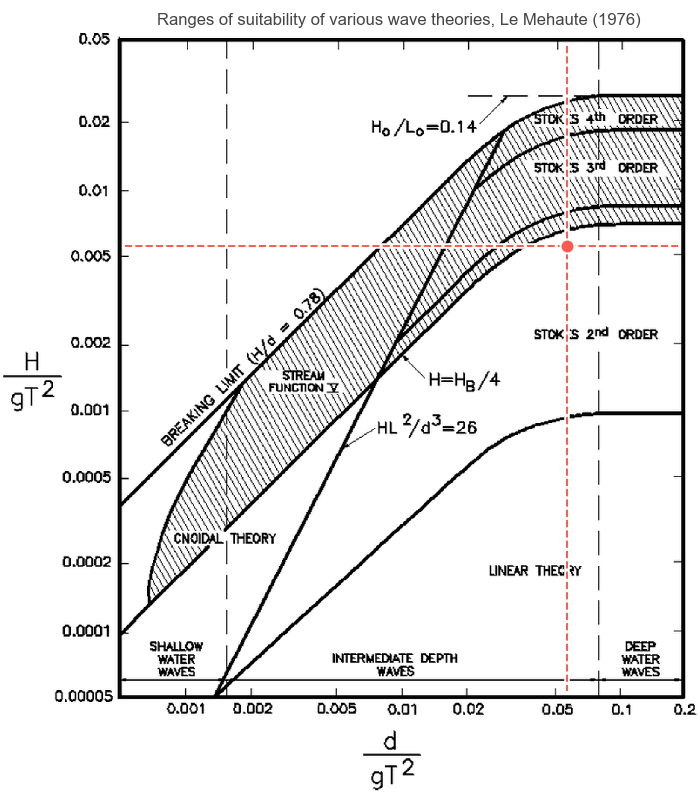 Ranges of suitability of various wave theories, Le Mehaute (1976)
0.05
0.02
0.01
0.005
0.002
0.001
0.0005
0.0002
0.0001
0.00005
H
gT²
Hₒ/Lₒ=0.14
STOKES 4th ORDER
STOKES 3rd ORDER
STOKES 2nd ORDER
BREAKING LIMIT (H/d = 0.78)
STREAM
FUNCTION V
H=H_B/4
HL²/d³=26
CNOIDAL THEORY
LINEAR THEORY
SHALLOW
WATER
WAVES
INTERMEDIATE DEPTH
WAVES
DEEP
WATER
WAVES
0.001
0.002
0.005
0.01
0.02
0.05
0.1
0.2
d
gT²